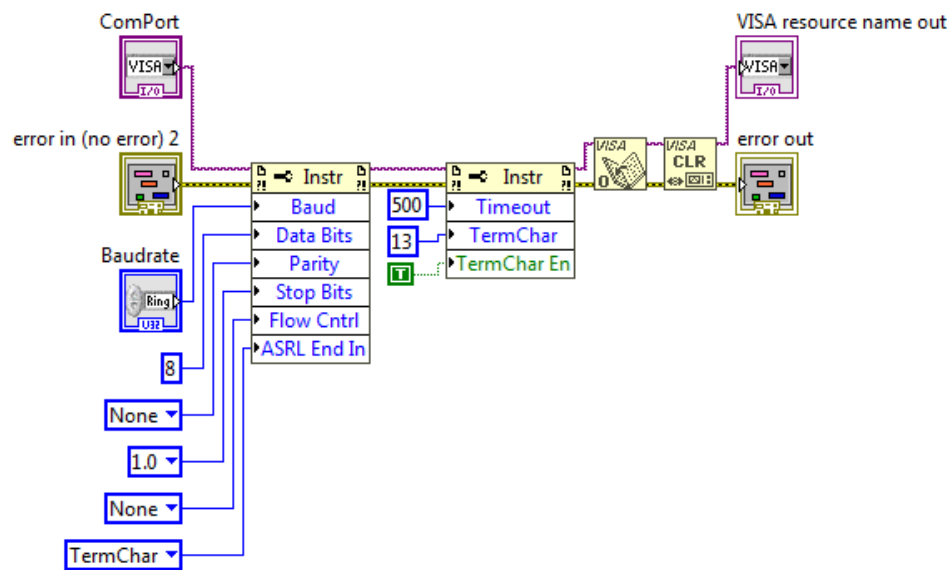 ComPort
VISA resource name out
VISA
I/O
VISA
I/O
error in (no error) 2
error out
VISA
O
VISA
CLR
Instr
Instr
Baud
500
Timeout
Data Bits
13
TermChar
Baudrate
Parity
T
TermChar En
Ring
U32
Stop Bits
Flow Cntrl
8
ASRL End In
None
1.0
None
TermChar